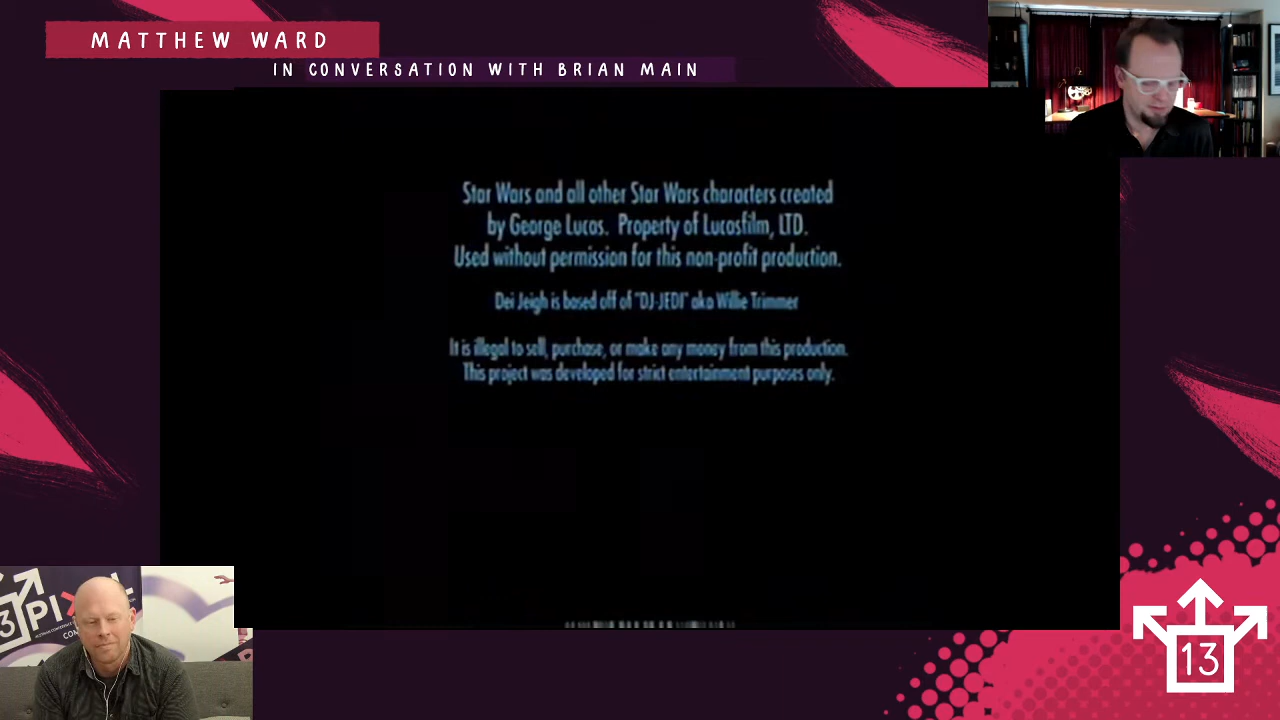 MATTHEW WARD
IN CONVERSATION WITH BRIAN MAIN
Star Wars and all other Star Wars characters created
by George Lucas. Property of Lucasfilm, LTD.
Used without permission for this non-profit production.
Dei Jeigh is based off of "DJ-JEDI" aka Willie Trimmer
It is illegal to sell, purchase, or make any money from this production.
This project was developed for strict entertainment purposes only.
3 PIXEL
13